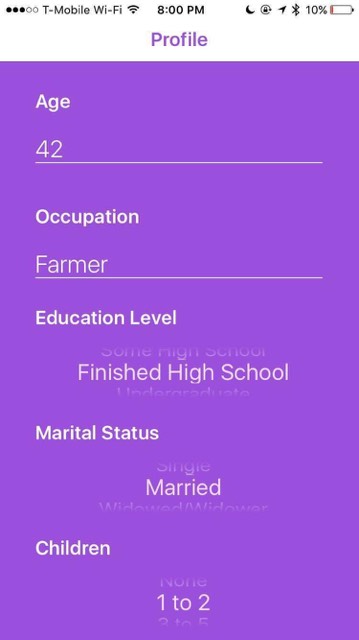 T-Mobile Wi-Fi 8:00 PM 10%
Profile
Age
42
Occupation
Farmer
Education Level
Some High School
Finished High School
Undergraduate
Marital Status
Single
Married
Widowed/Widower
Children
None
1 to 2
3 to 5